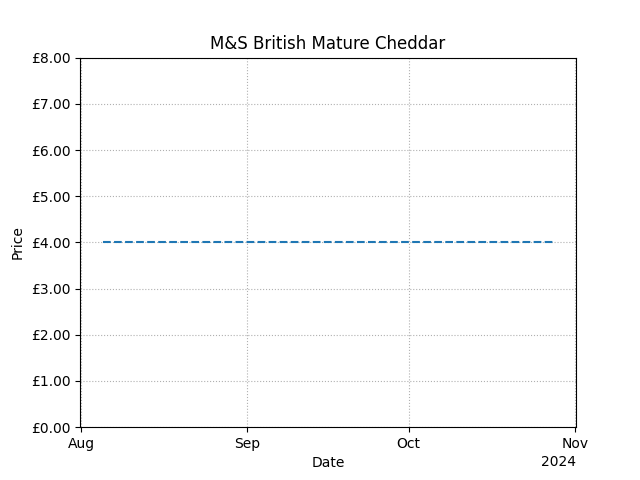 M&S British Mature Cheddar
£8.00
£7.00
£6.00
£5.00
£4.00
£3.00
£2.00
£1.00
£0.00
Price
Aug Sep Oct Nov
2024
Date